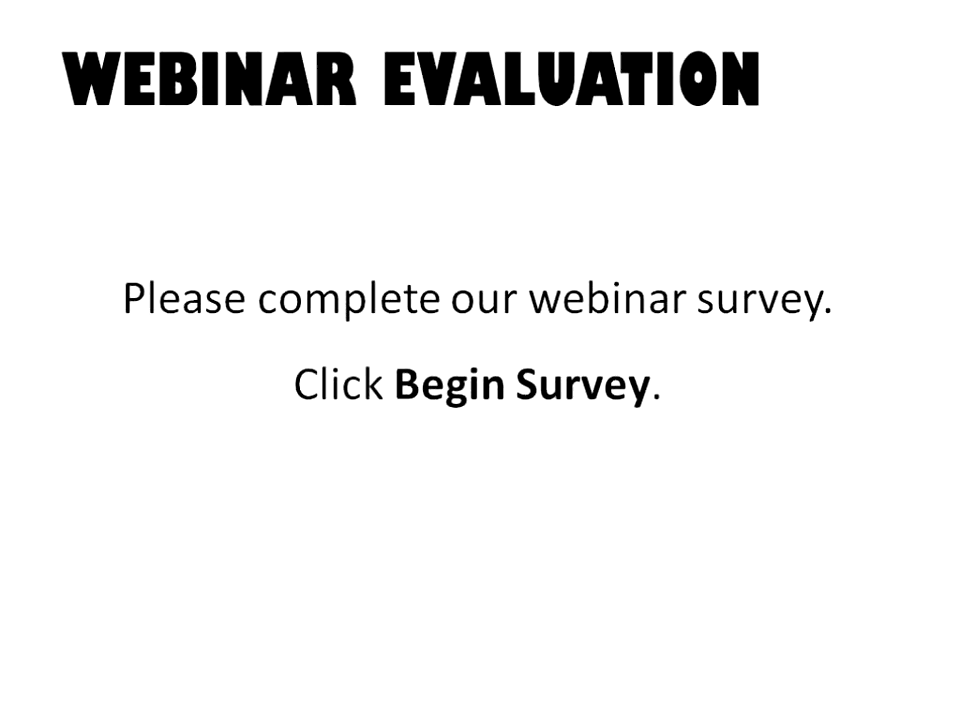 WEBINAR EVALUATION
Please complete our webinar survey.
Click Begin Survey.